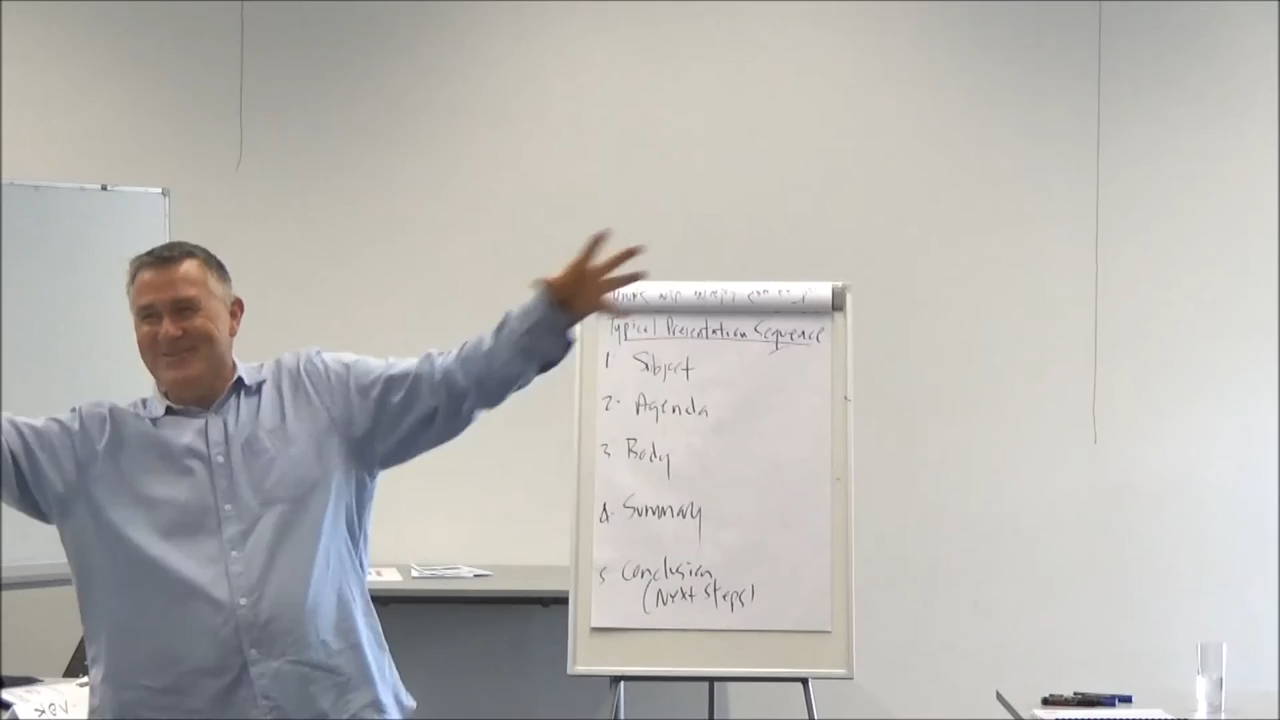 Typical Presentation Sequence
1 Subject
2. Agenda
3 Body
4. Summary
5 Conclusion
(Next Steps)